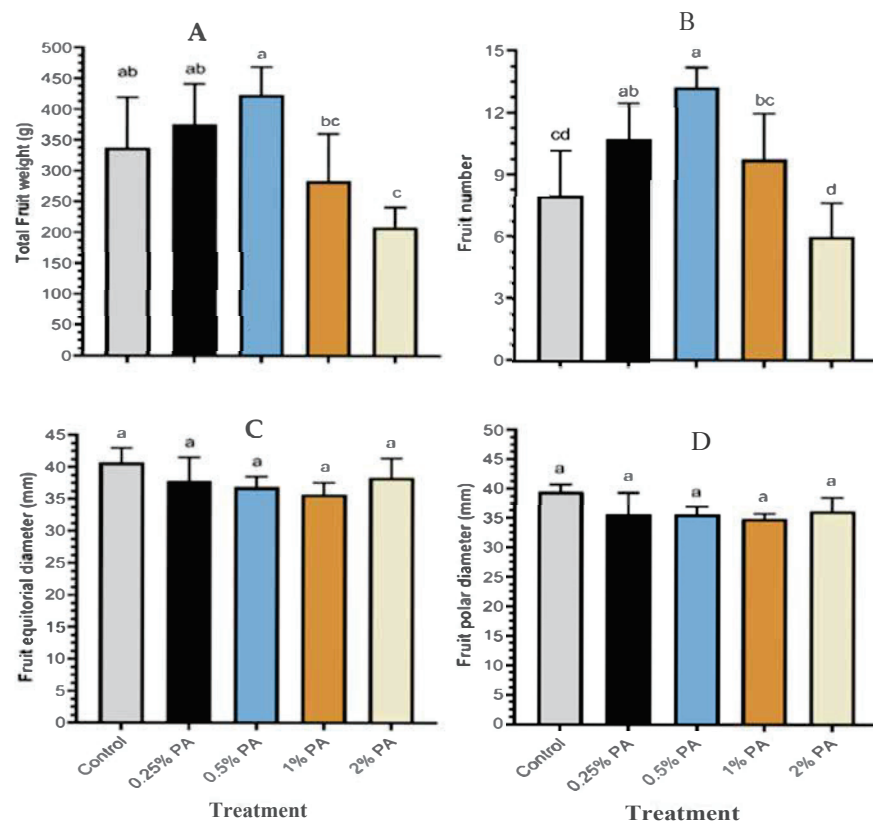 A
Total Fruit weight (g)
500
450
400
350
300
250
200
150
100
50
0
ab
ab
a
bc
c
B
Fruit number
15
12
9
6
3
0
cd
ab
a
bc
d
C
Fruit equitorial diameter (mm)
45
40
35
30
25
20
15
10
5
0
a
a
a
a
a
Control
0.25% PA
0.5% PA
1% PA
2% PA
Treatment
D
Fruit polar diameter (mm)
50
45
40
35
30
25
20
15
10
5
0
a
a
a
a
a
Control
0.25% PA
0.5% PA
1% PA
2% PA
Treatment